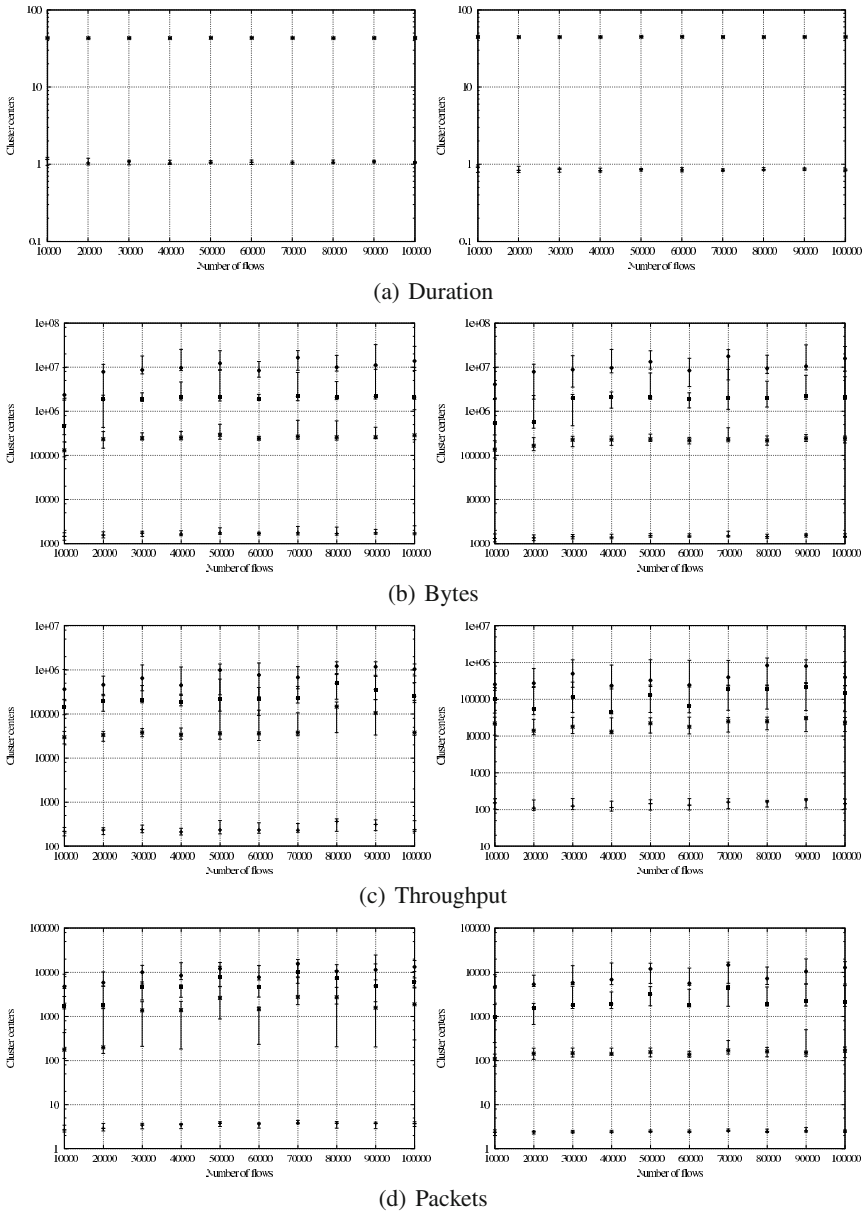 100
10
1
0.1
Cluster centers
10000 20000 30000 40000 50000 60000 70000 80000 90000 100000
Number of flows
100
10
1
0.1
Cluster centers
10000 20000 30000 40000 50000 60000 70000 80000 90000 100000
Number of flows
(a) Duration
1e+08
1e+07
1e+06
100000
10000
1000
Cluster centers
10000 20000 30000 40000 50000 60000 70000 80000 90000 100000
Number of flows
1e+08
1e+07
1e+06
100000
10000
1000
Cluster centers
10000 20000 30000 40000 50000 60000 70000 80000 90000 100000
Number of flows
(b) Bytes
1e+07
1e+06
100000
10000
1000
100
Cluster centers
10000 20000 30000 40000 50000 60000 70000 80000 90000 100000
Number of flows
1e+07
1e+06
100000
10000
1000
100
10
Cluster centers
10000 20000 30000 40000 50000 60000 70000 80000 90000 100000
Number of flows
(c) Throughput
100000
10000
1000
100
10
1
Cluster centers
10000 20000 30000 40000 50000 60000 70000 80000 90000 100000
Number of flows
100000
10000
1000
100
10
1
Cluster centers
10000 20000 30000 40000 50000 60000 70000 80000 90000 100000
Number of flows
(d) Packets